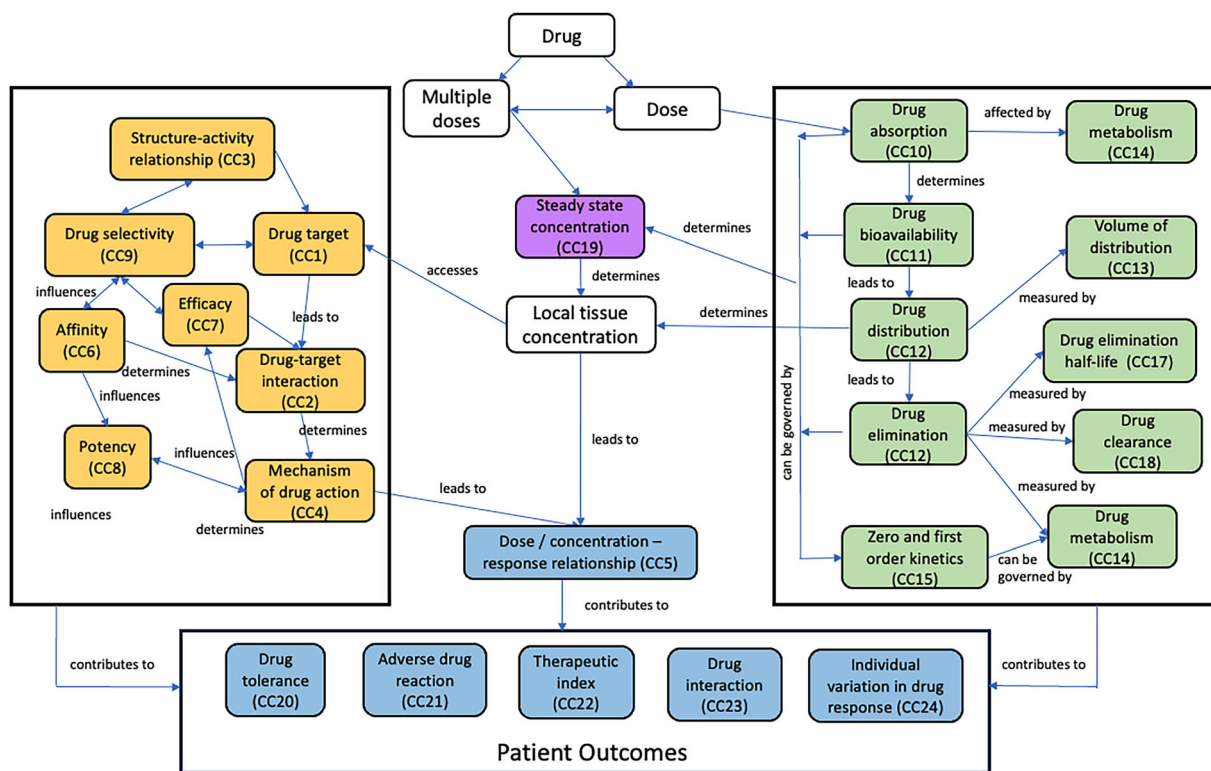 Drug
Multiple
doses
Dose
Structure-activity
relationship (CC3)
Drug selectivity
(CC9)
Drug target
(CC1)
influences
Efficacy
(CC7)
leads to
Affinity
(CC6)
determines
Drug-target
interaction
(CC2)
influences
determines
Potency
(CC8)
influences
Mechanism
of drug action
(CC4)
influences
determines
Steady state
concentration
(CC19)
determines
accesses
determines
Local tissue
concentration
determines
leads to
leads to
Dose / concentration –
response relationship (CC5)
contributes to
Drug
absorption
(CC10)
affected by
Drug
metabolism
(CC14)
determines
Drug
bioavailability
(CC11)
Volume of
distribution
(CC13)
leads to
measured by
Drug
distribution
(CC12)
Drug elimination
half-life (CC17)
leads to
measured by
Drug
elimination
(CC12)
measured by
Drug
clearance
(CC18)
can be governed by
measured by
Zero and first
order kinetics
(CC15)
can be
governed by
Drug
metabolism
(CC14)
contributes to
contributes to
Drug
tolerance
(CC20)
Adverse drug
reaction
(CC21)
Therapeutic
index
(CC22)
Drug
interaction
(CC23)
Individual
variation in drug
response (CC24)
Patient Outcomes